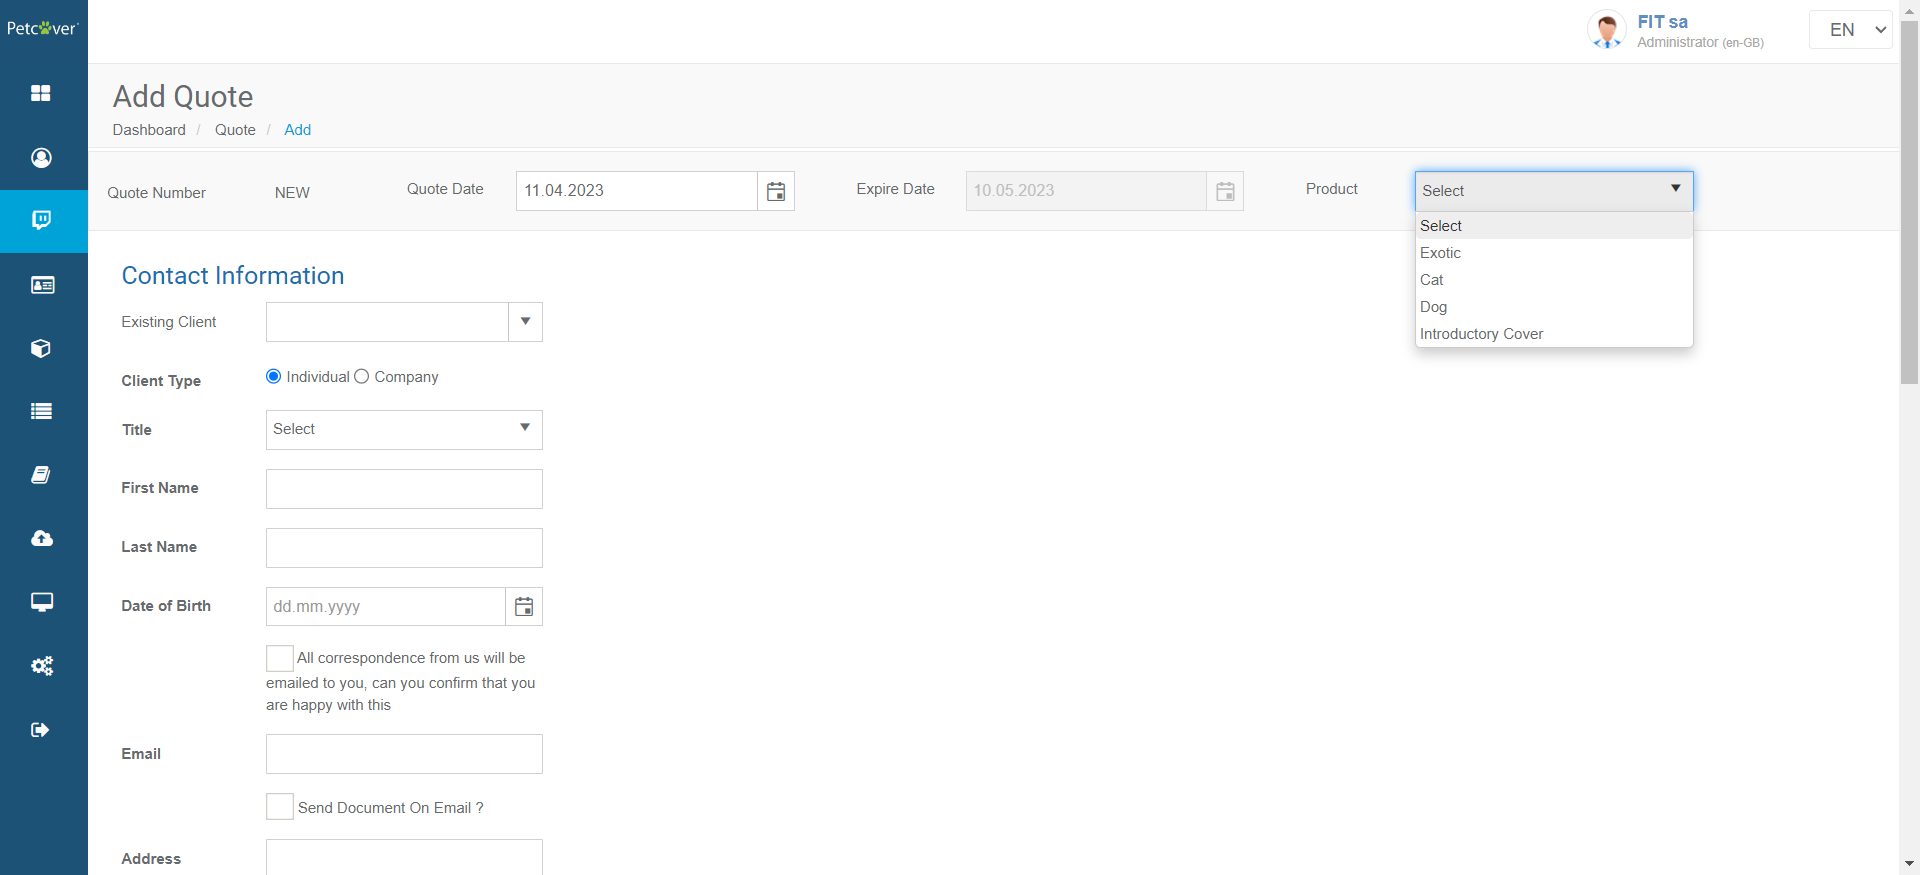 Petcover
FIT sa
Administrator (en-GB)
EN
Add Quote
Dashboard / Quote / Add
Quote Number NEW Quote Date 11.04.2023 Expire Date 10.05.2023 Product Select
Select
Exotic
Cat
Dog
Introductory Cover
Contact Information
Existing Client
Client Type Individual Company
Title Select
First Name
Last Name
Date of Birth dd.mm.yyyy
All correspondence from us will be
emailed to you, can you confirm that you
are happy with this
Email
Send Document On Email ?
Address